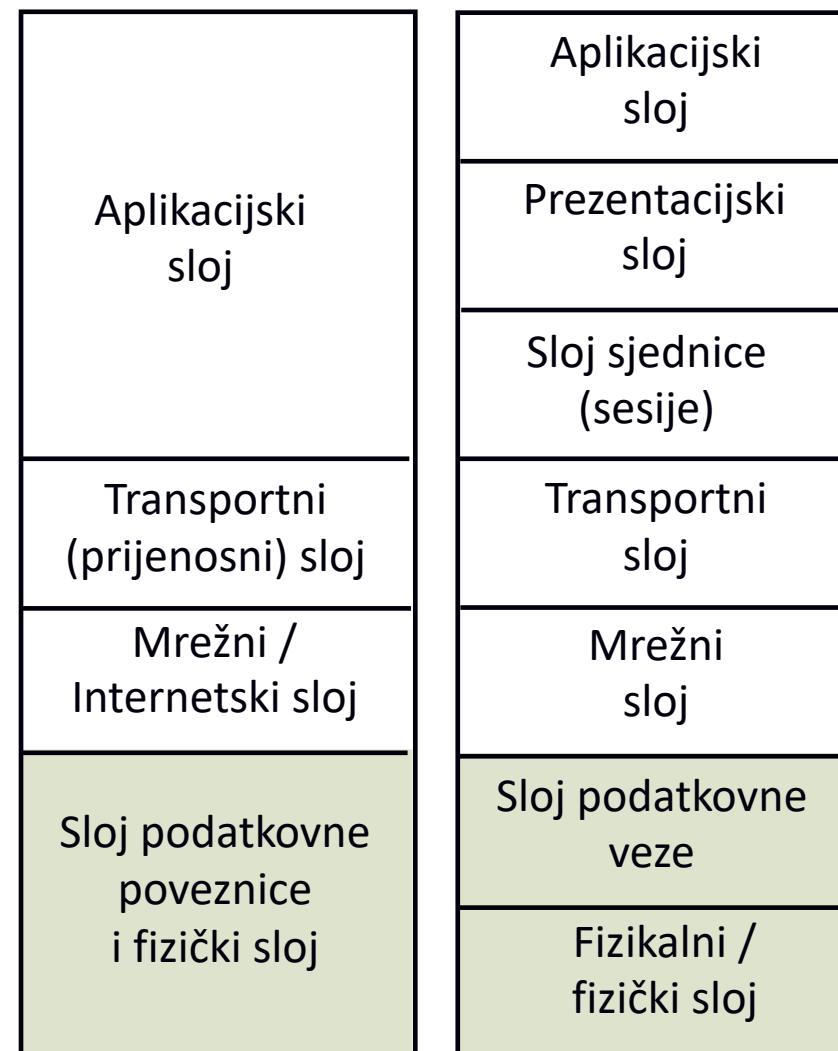 Aplikacijski
sloj
Transportni
(prijenosni) sloj
Mrežni /
Internetski sloj
Sloj podatkovne
poveznice
i fizički sloj
Aplikacijski
sloj
Prezentacijski
sloj
Sloj sjednice
(sesije)
Transportni
sloj
Mrežni
sloj
Sloj podatkovne
veze
Fizikalni /
fizički sloj